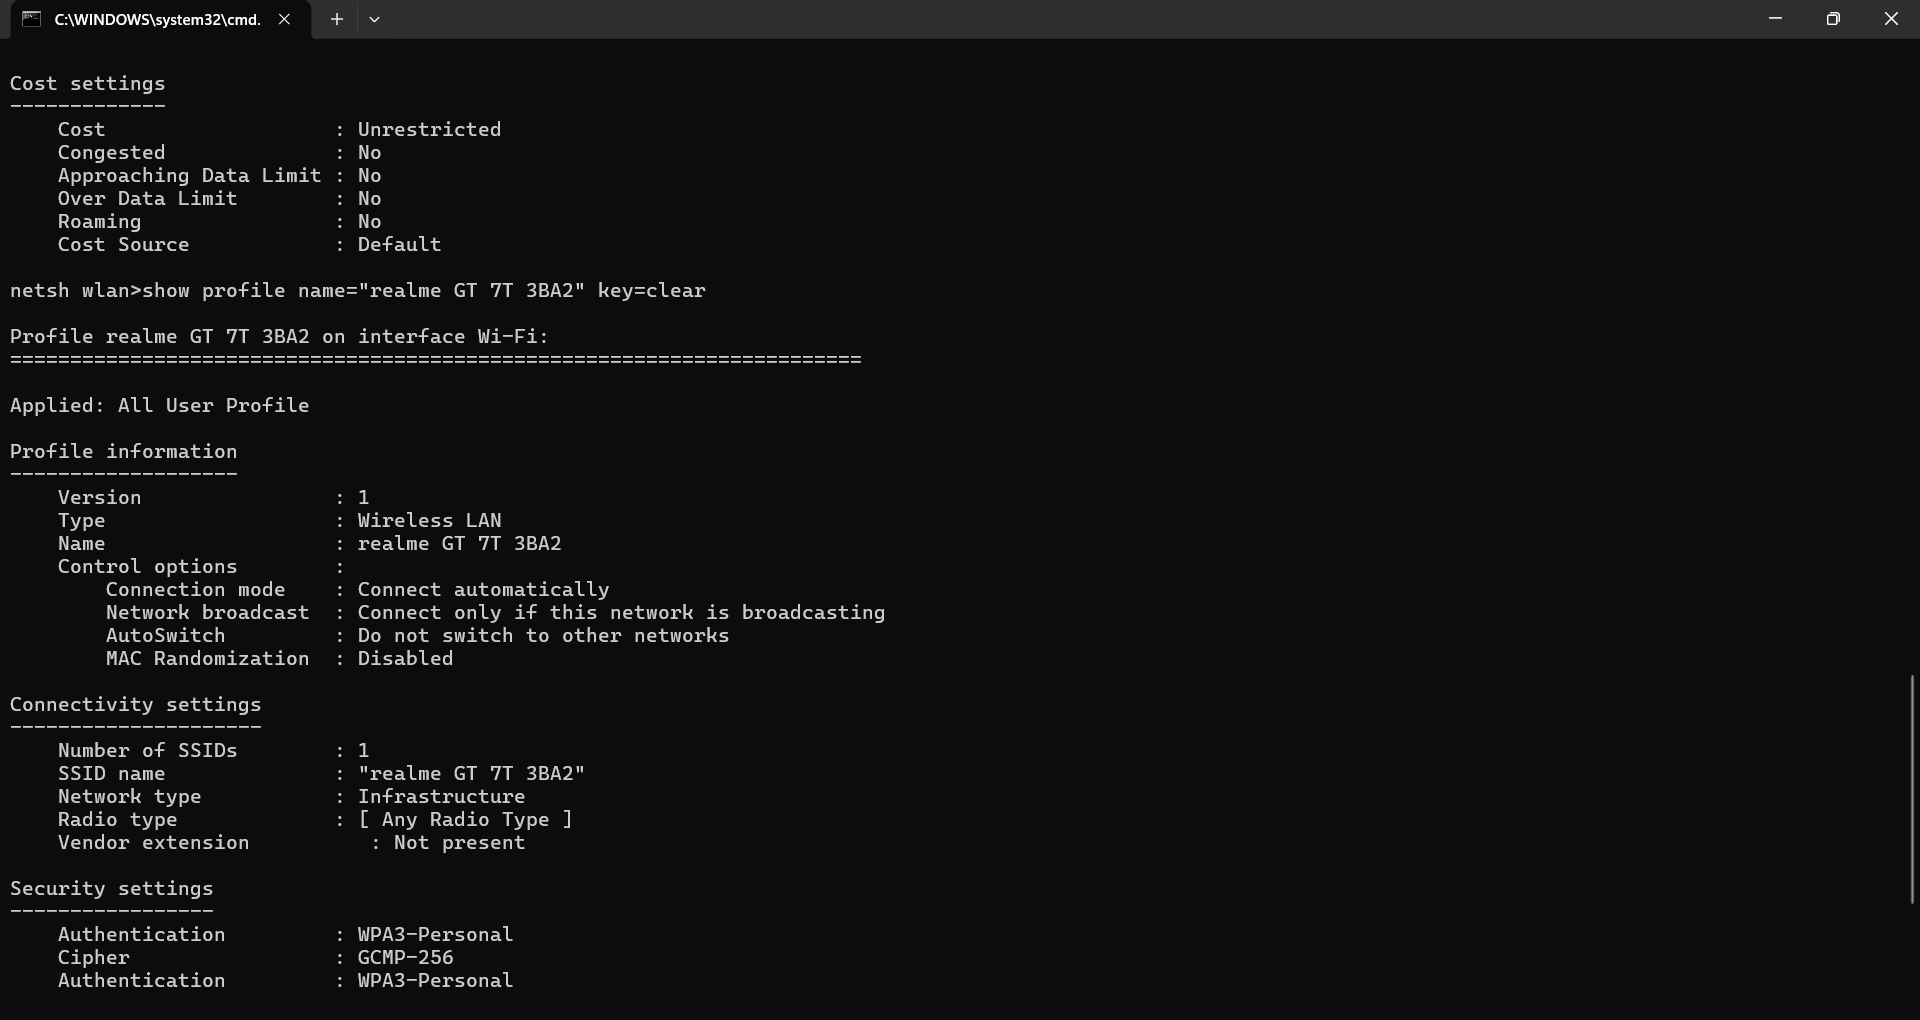 C:\WINDOWS\system32\cmd.
Cost settings
-------------
    Cost                   : Unrestricted
    Congested              : No
    Approaching Data Limit : No
    Over Data Limit        : No
    Roaming                : No
    Cost Source            : Default

netsh wlan>show profile name="realme GT 7T 3BA2" key=clear

Profile realme GT 7T 3BA2 on interface Wi-Fi:
=======================================================================

Applied: All User Profile

Profile information
-------------------
    Version                : 1
    Type                   : Wireless LAN
    Name                   : realme GT 7T 3BA2
    Control options        :
        Connection mode    : Connect automatically
        Network broadcast  : Connect only if this network is broadcasting
        AutoSwitch         : Do not switch to other networks
        MAC Randomization  : Disabled

Connectivity settings
---------------------
    Number of SSIDs        : 1
    SSID name              : "realme GT 7T 3BA2"
    Network type           : Infrastructure
    Radio type             : [ Any Radio Type ]
    Vendor extension          : Not present

Security settings
-----------------
    Authentication         : WPA3-Personal
    Cipher                 : GCMP-256
    Authentication         : WPA3-Personal